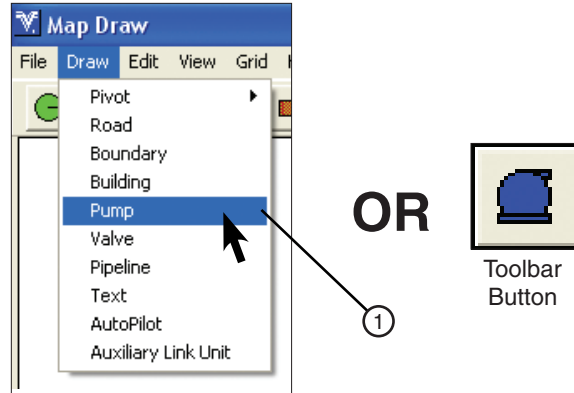 Map Draw
File Draw Edit View Grid
Pivot
Road
Boundary
Building
Pump
Valve
Pipeline
Text
AutoPilot
Auxiliary Link Unit
1
OR
Toolbar
Button